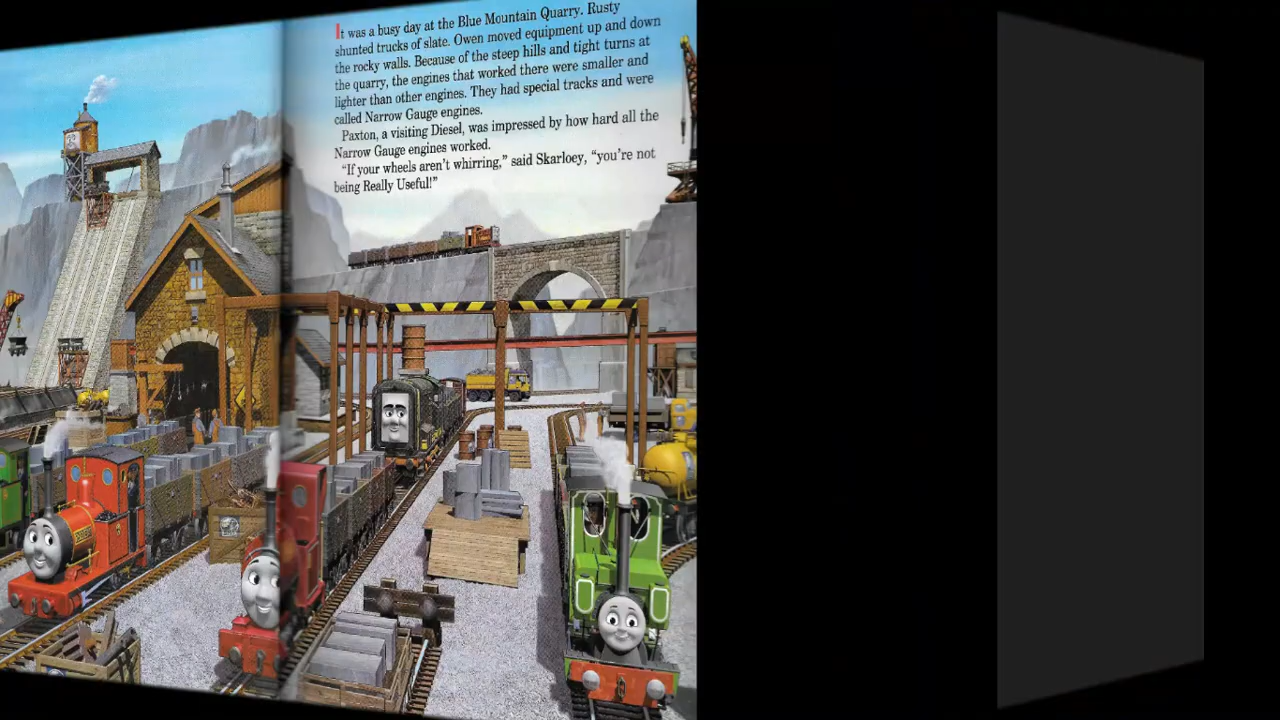 It was a busy day at the Blue Mountain Quarry. Rusty
shunted trucks of slate. Owen moved equipment up and down
the rocky walls. Because of the steep hills and tight turns at
the quarry, the engines that worked there were smaller and
lighter than other engines. They had special tracks and were
called Narrow Gauge engines.
Paxton, a visiting Diesel, was impressed by how hard all the
Narrow Gauge engines worked.
“If your wheels aren’t whirring,” said Skarloey, “you’re not
being Really Useful!”